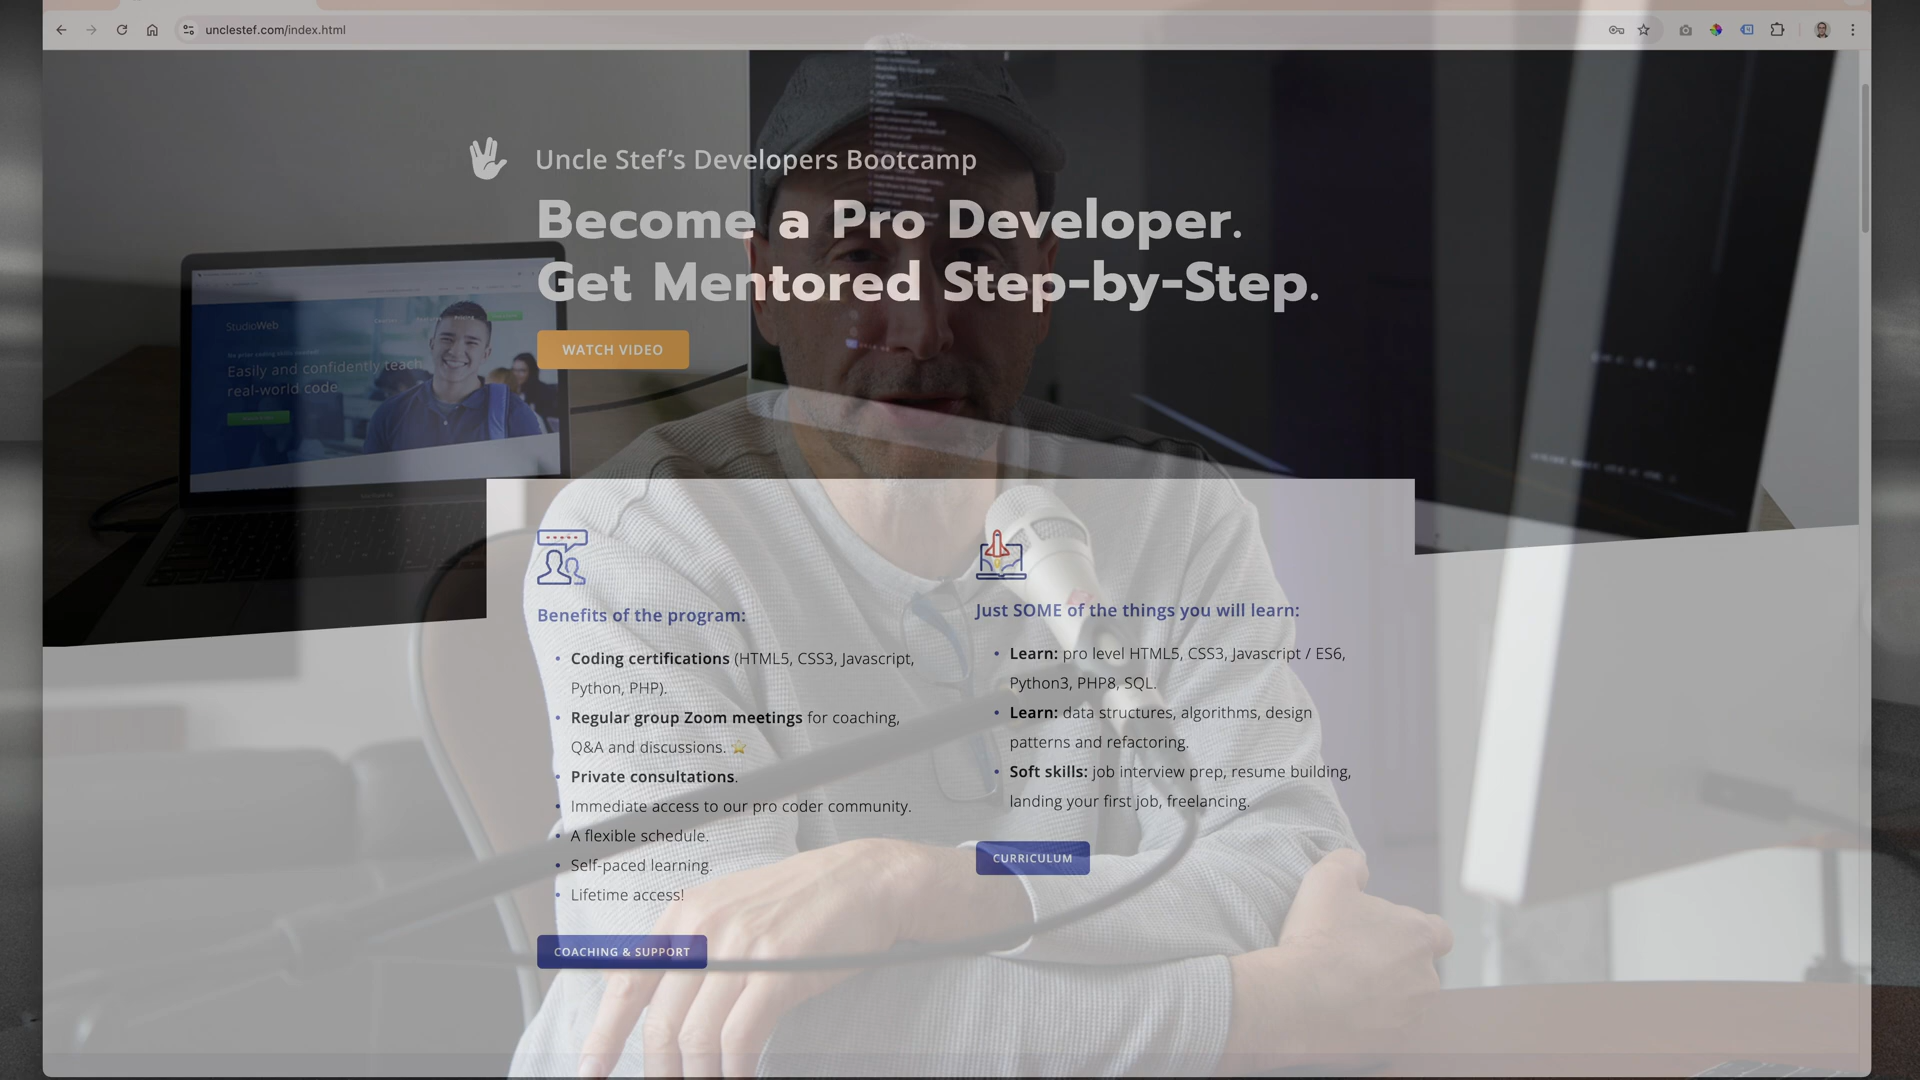 unclestef.com/index.html
Uncle Stef's Developers Bootcamp
Become a Pro Developer.
Get Mentored Step-by-Step.
WATCH VIDEO
StudioWeb
Easily and confidently teach
real-world code
Benefits of the program:
• Coding certifications (HTML5, CSS3, Javascript,
Python, PHP).
• Regular group Zoom meetings for coaching,
Q&A and discussions.
• Private consultations.
• Immediate access to our pro coder community.
• A flexible schedule.
• Self-paced learning.
• Lifetime access!
COACHING & SUPPORT
Just SOME of the things you will learn:
• Learn: pro level HTML5, CSS3, Javascript / ES6,
Python3, PHP8, SQL.
• Learn: data structures, algorithms, design
patterns and refactoring.
• Soft skills: job interview prep, resume building,
landing your first job, freelancing.
CURRICULUM